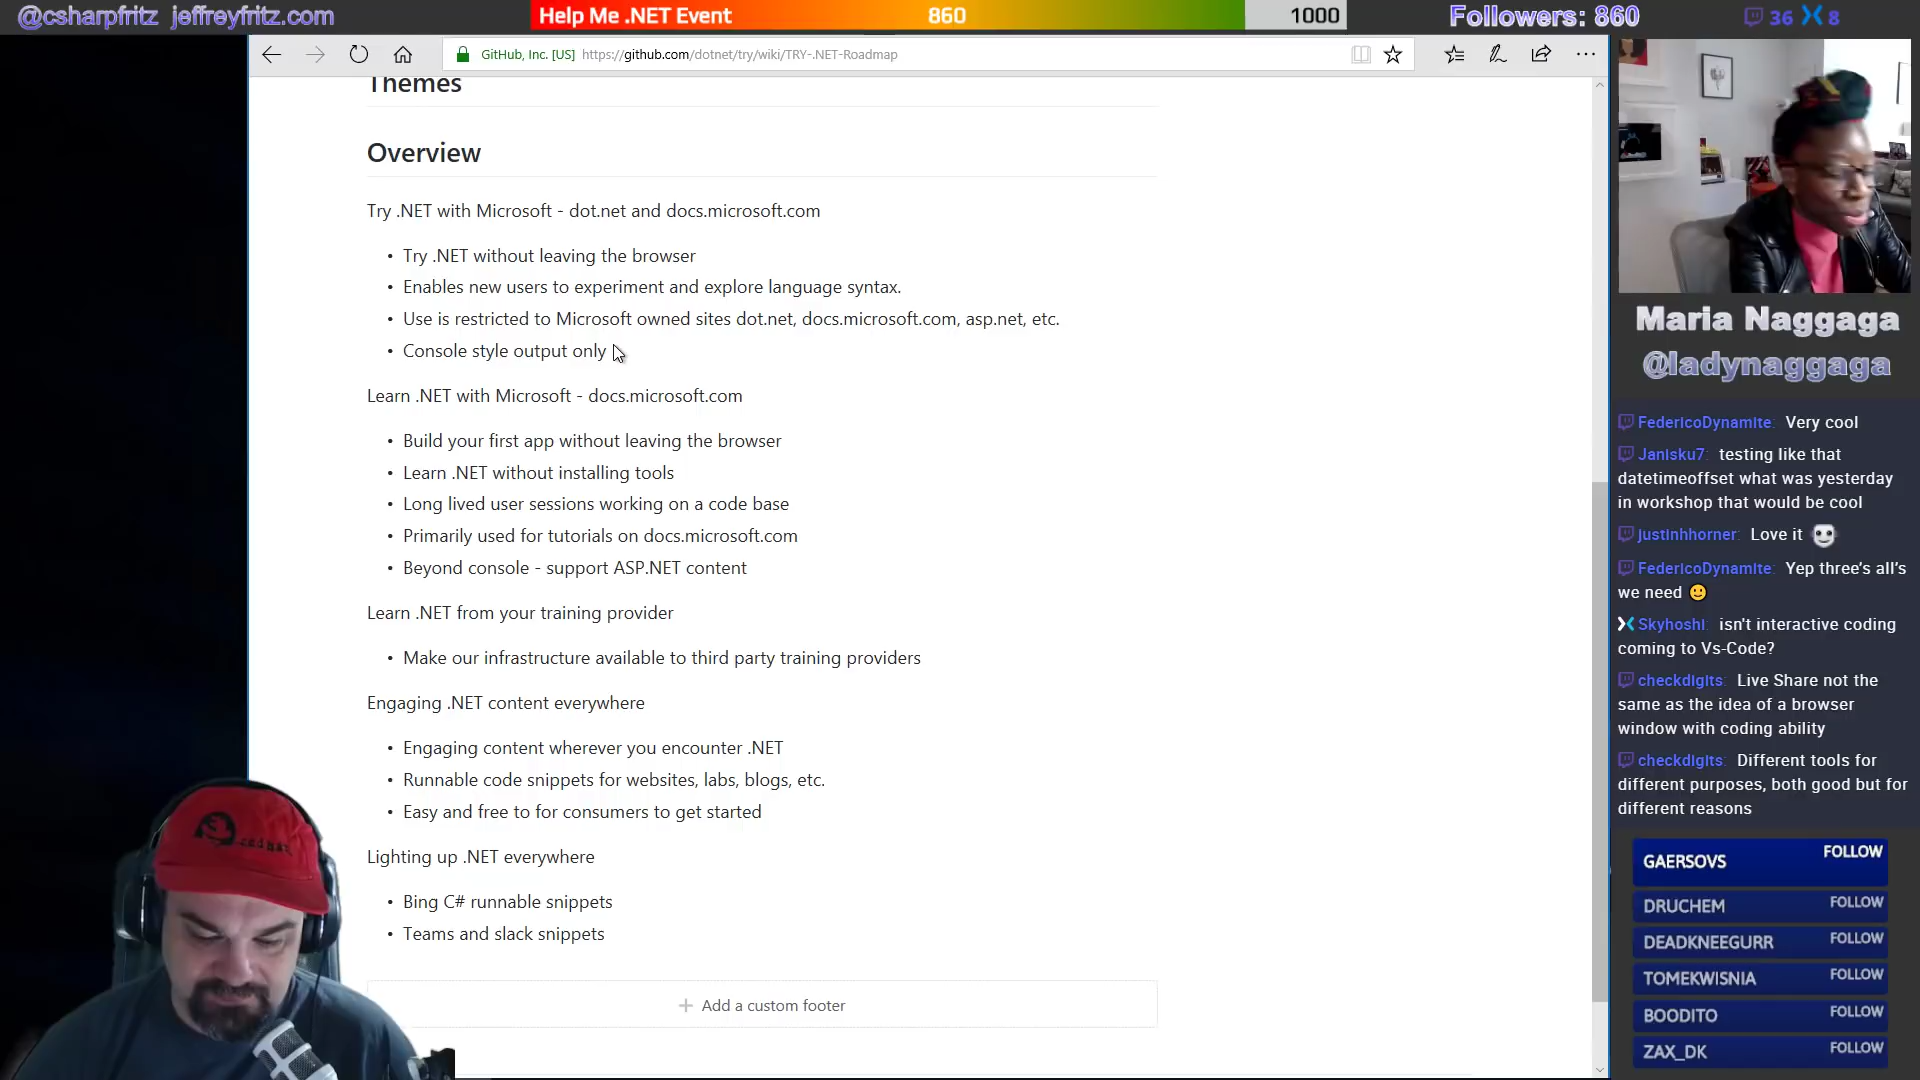 @csharpfritz jeffreyfritz.com
Help Me .NET Event 860 1000
Followers: 860
36 8
GitHub, Inc. [US] https://github.com/dotnet/try/wiki/TRY-.NET-Roadmap
Themes
Overview
Try .NET with Microsoft - dot.net and docs.microsoft.com
• Try .NET without leaving the browser
• Enables new users to experiment and explore language syntax.
• Use is restricted to Microsoft owned sites dot.net, docs.microsoft.com, asp.net, etc.
• Console style output only
Learn .NET with Microsoft - docs.microsoft.com
• Build your first app without leaving the browser
• Learn .NET without installing tools
• Long lived user sessions working on a code base
• Primarily used for tutorials on docs.microsoft.com
• Beyond console - support ASP.NET content
Learn .NET from your training provider
• Make our infrastructure available to third party training providers
Engaging .NET content everywhere
• Engaging content wherever you encounter .NET
• Runnable code snippets for websites, labs, blogs, etc.
• Easy and free to for consumers to get started
Lighting up .NET everywhere
• Bing C# runnable snippets
• Teams and slack snippets
+ Add a custom footer
redhat
Maria Naggaga
@ladynaggaga
FedericoDynamite: Very cool
Janisku7: testing like that
datetimeoffset what was yesterday
in workshop that would be cool
justinhhorner: Love it
FedericoDynamite: Yep three's all's
we need
Skyhoshi: isn't interactive coding
coming to Vs-Code?
checkdigits: Live Share not the
same as the idea of a browser
window with coding ability
checkdigits: Different tools for
different purposes, both good but for
different reasons
GAERSOVS FOLLOW
DRUCHEM FOLLOW
DEADKNEEGURR FOLLOW
TOMEKWISNIA FOLLOW
BOODITO FOLLOW
ZAX_DK FOLLOW